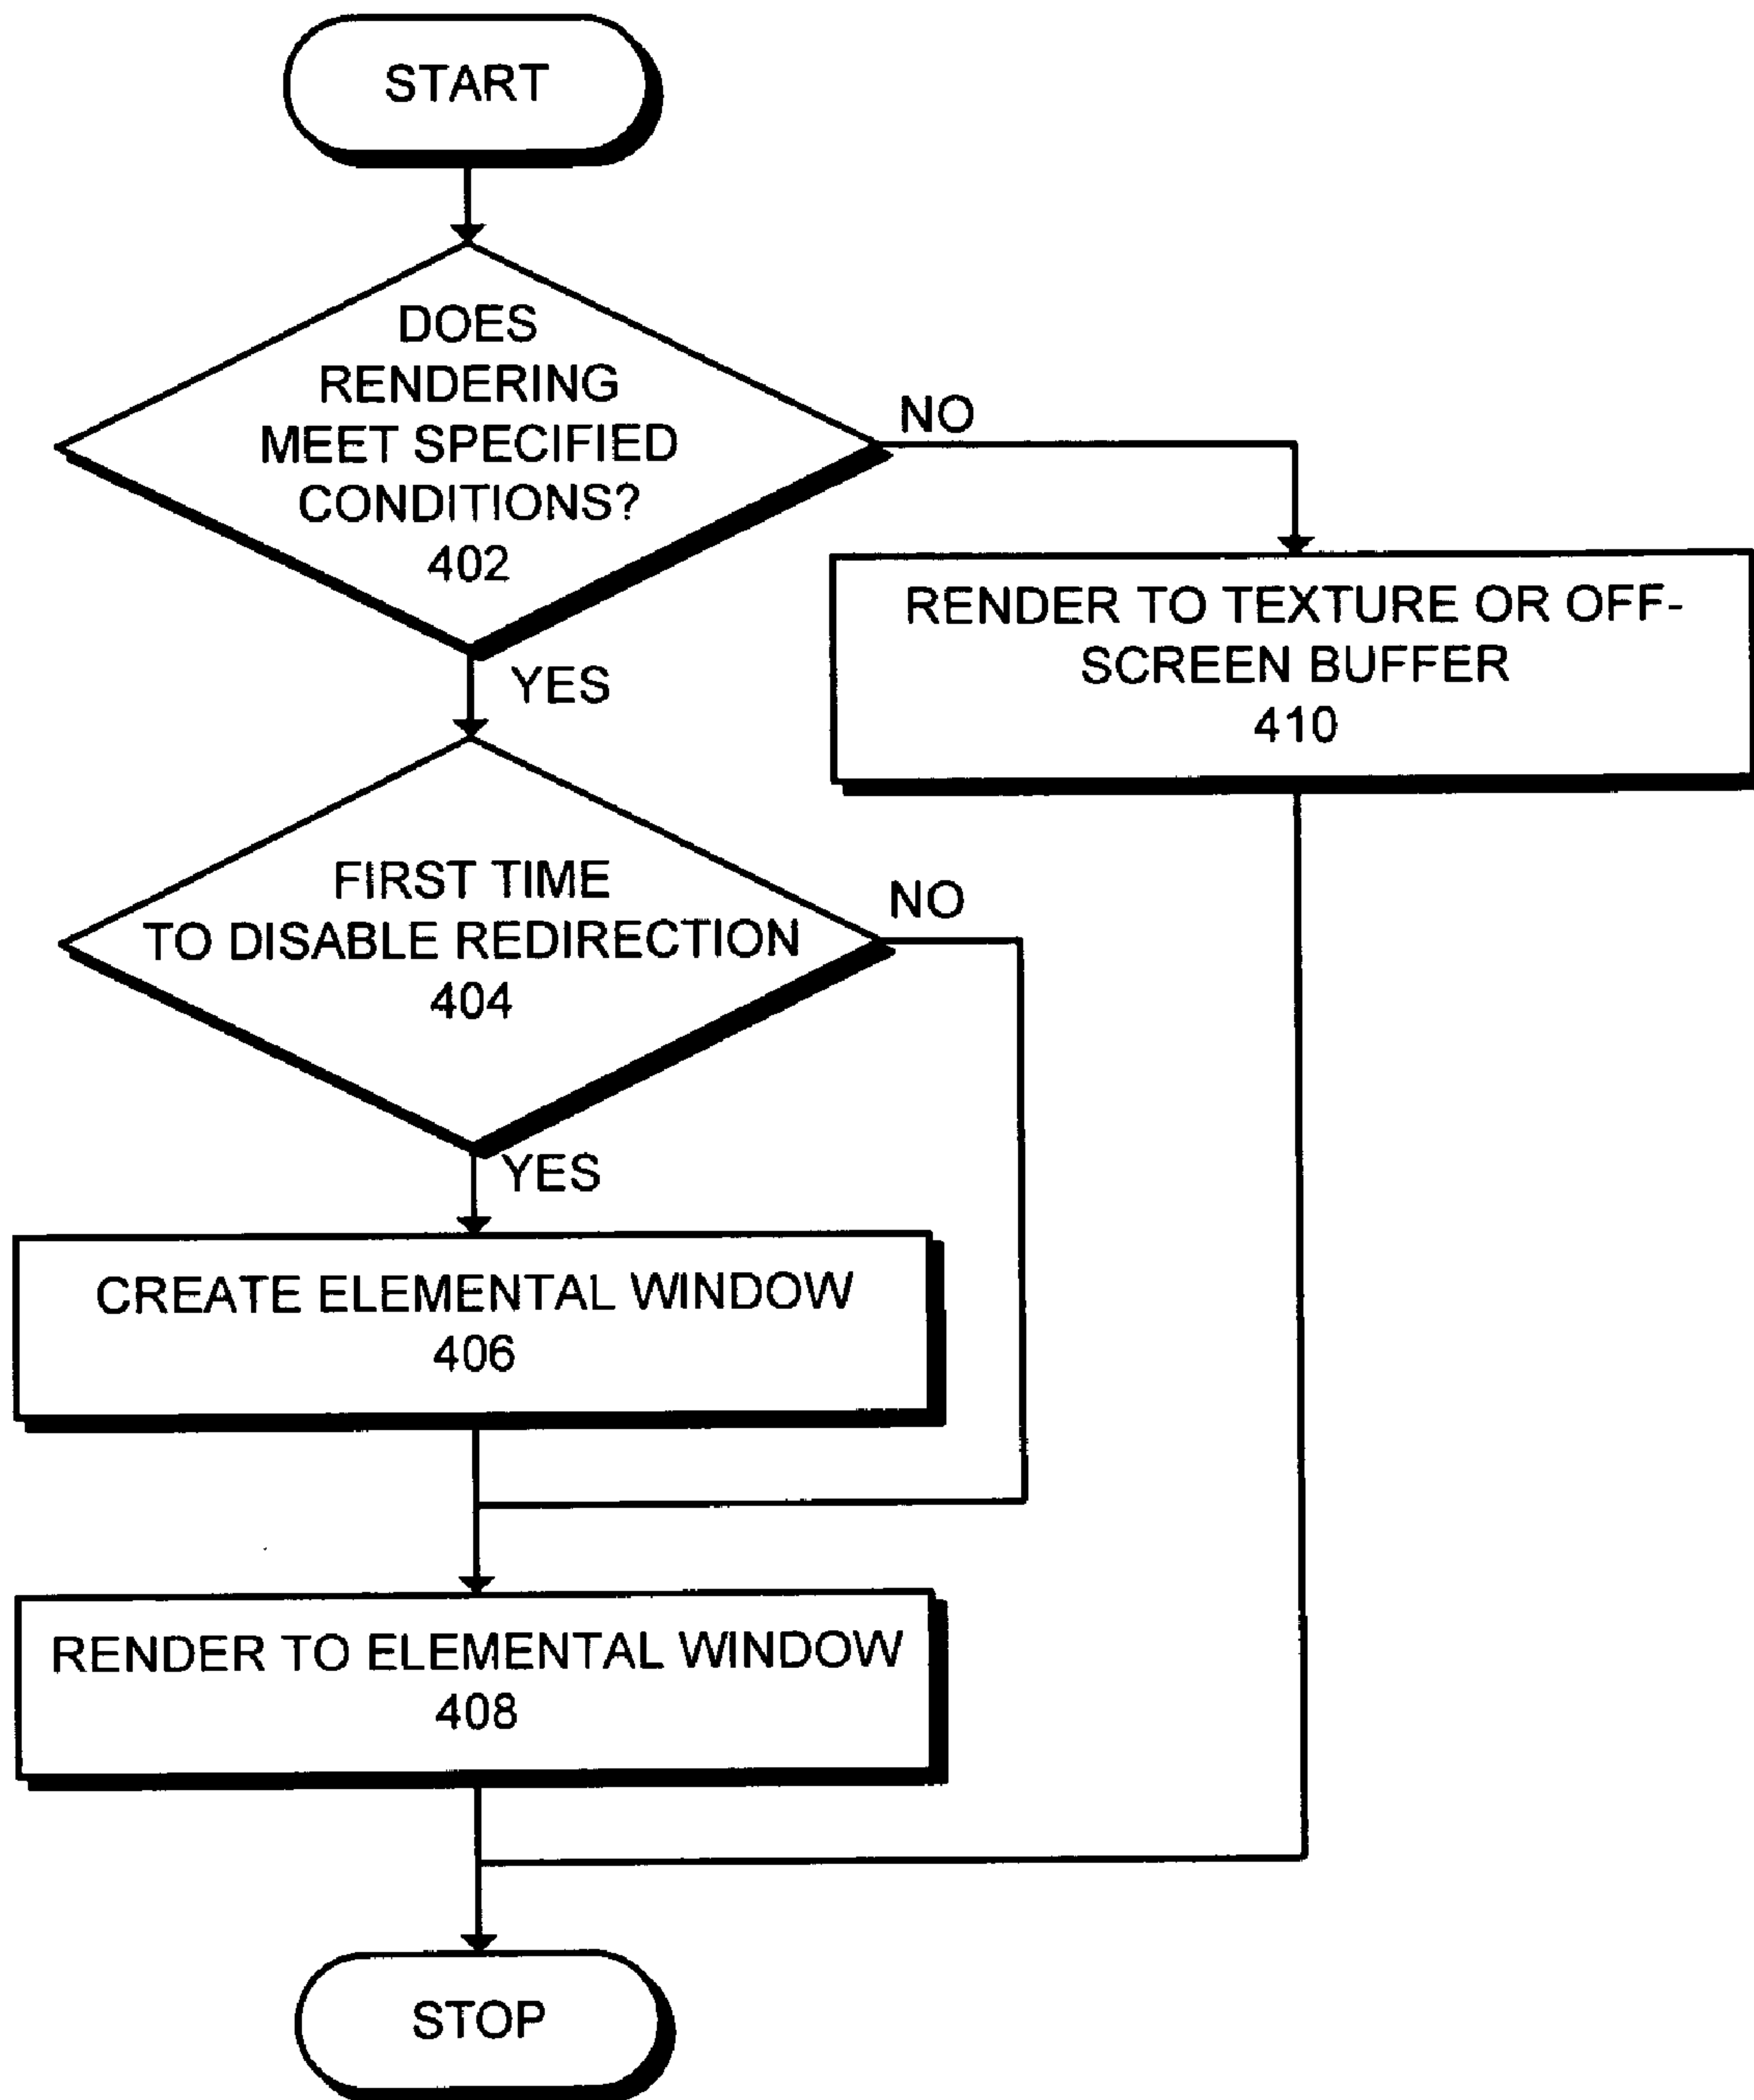 START
DOES
RENDERING
MEET SPECIFIED
CONDITIONS?
402
NO
YES
RENDER TO TEXTURE OR OFF-
SCREEN BUFFER
410
FIRST TIME
TO DISABLE REDIRECTION
404
NO
YES
CREATE ELEMENTAL WINDOW
406
RENDER TO ELEMENTAL WINDOW
408
STOP